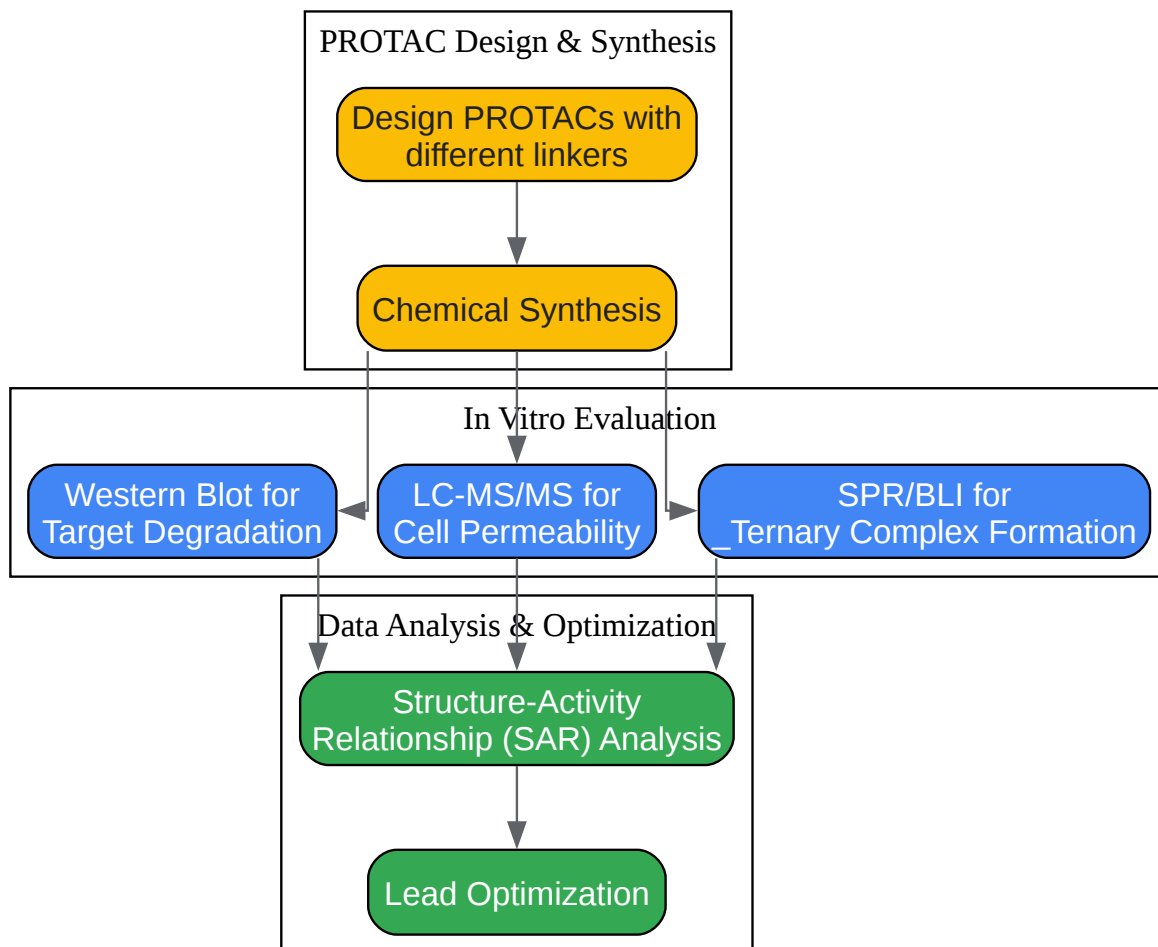 PROTAC Design & Synthesis
Design PROTACs with
different linkers
Chemical Synthesis
In Vitro Evaluation
Western Blot for
Target Degradation
LC-MS/MS for
Cell Permeability
SPR/BLI for
_Ternary Complex Formation
Data Analysis & Optimization
Structure-Activity
Relationship (SAR) Analysis
Lead Optimization